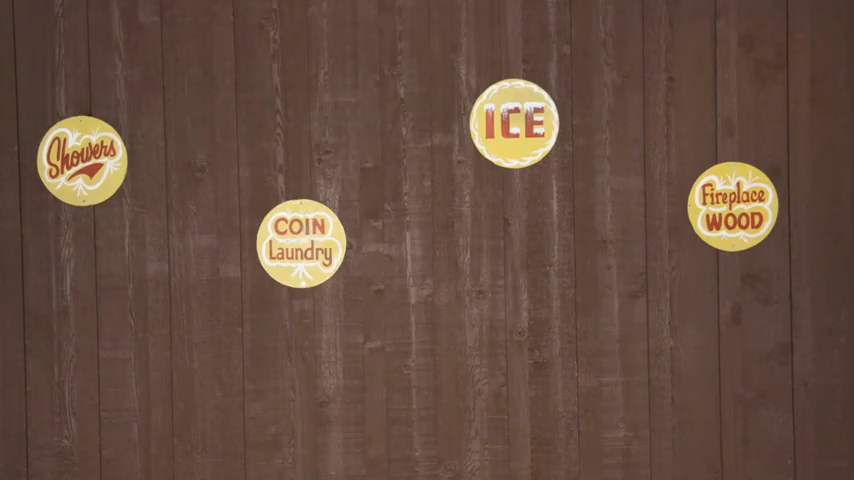 Showers
COIN
Laundry
ICE
Fireplace
WOOD